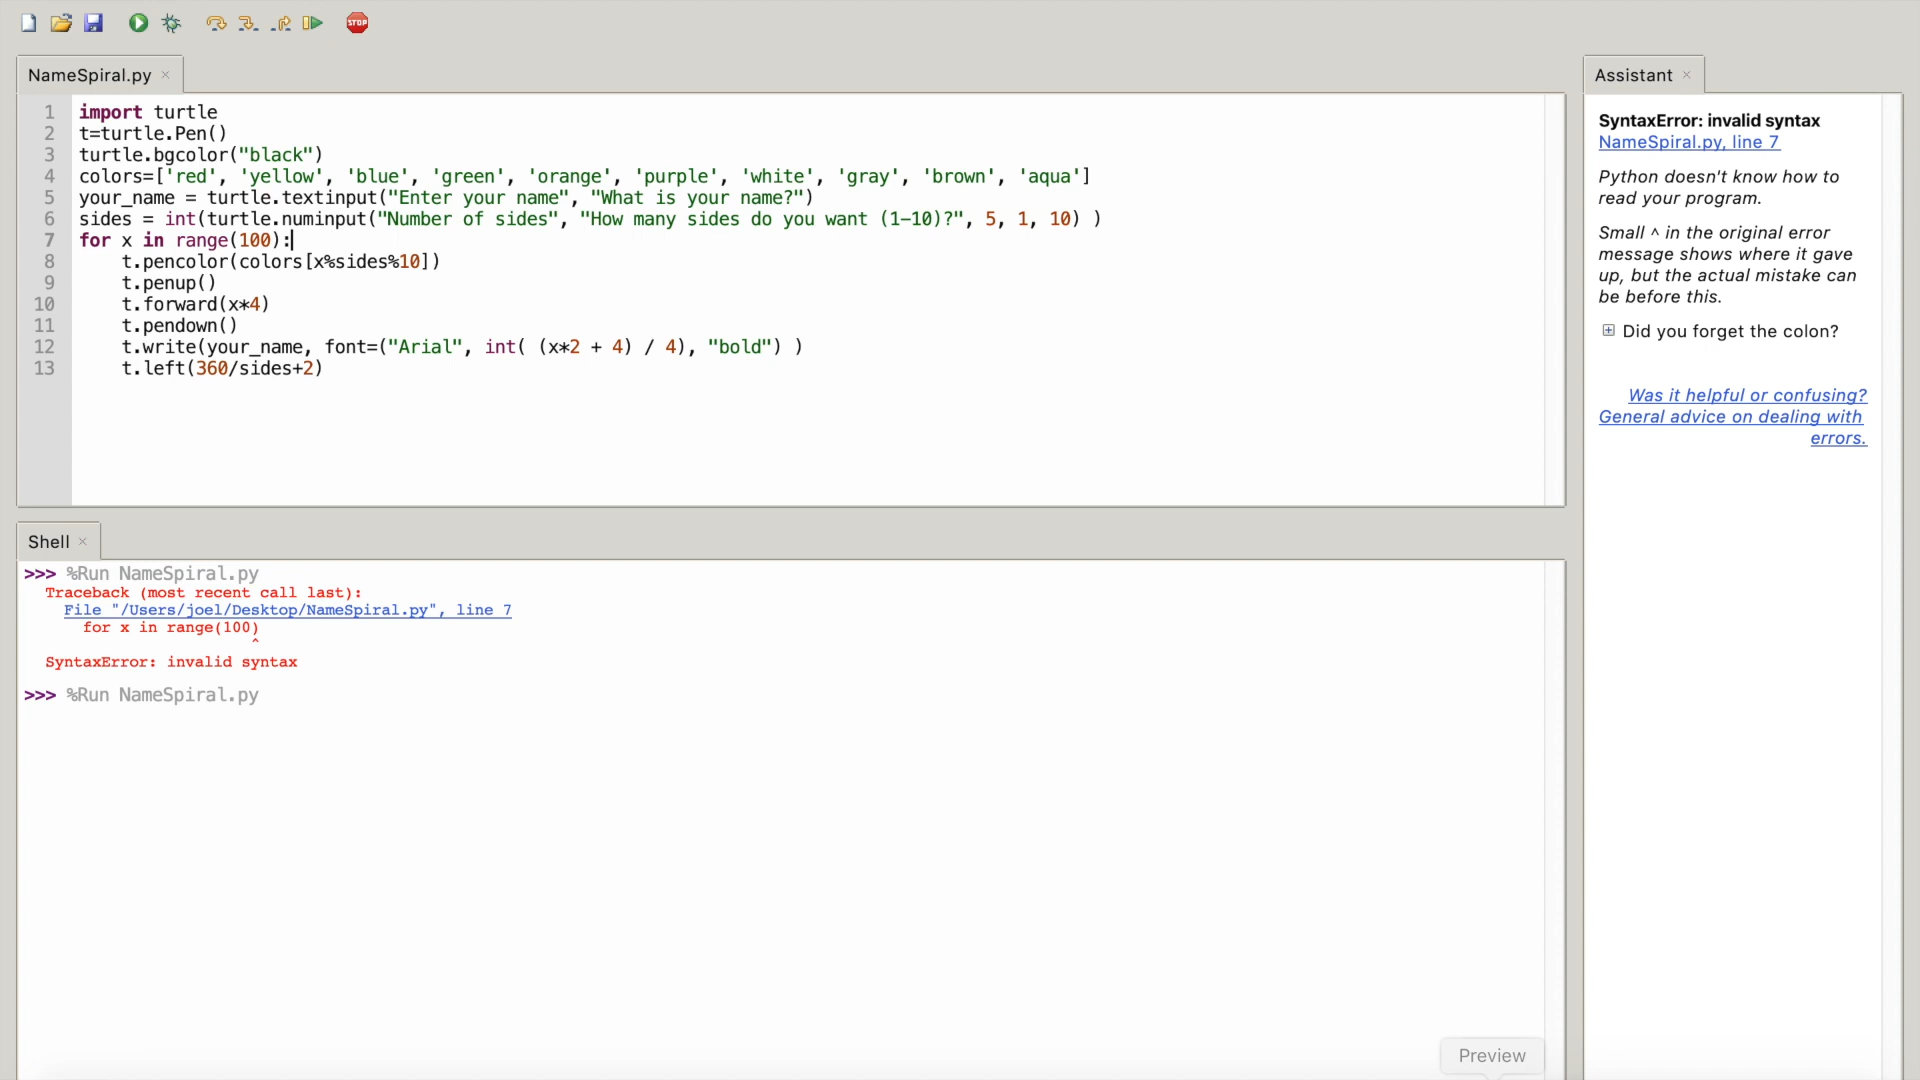 STOP
NameSpiral.py ×
1 import turtle
2 t=turtle.Pen()
3 turtle.bgcolor("black")
4 colors=['red', 'yellow', 'blue', 'green', 'orange', 'purple', 'white', 'gray', 'brown', 'aqua']
5 your_name = turtle.textinput("Enter your name", "What is your name?")
6 sides = int(turtle.numinput("Number of sides", "How many sides do you want (1-10)?", 5, 1, 10) )
7 for x in range(100):
8     t.pencolor(colors[x%sides%10])
9     t.penup()
10     t.forward(x*4)
11     t.pendown()
12     t.write(your_name, font=("Arial", int( (x*2 + 4) / 4), "bold") )
13     t.left(360/sides+2)
Shell ×
>>> %Run NameSpiral.py
Traceback (most recent call last):
File "/Users/joel/Desktop/NameSpiral.py", line 7
for x in range(100)
^
SyntaxError: invalid syntax
>>> %Run NameSpiral.py
Preview
Assistant ×
SyntaxError: invalid syntax
NameSpiral.py, line 7
Python doesn't know how to
read your program.
Small ^ in the original error
message shows where it gave
up, but the actual mistake can
be before this.
Did you forget the colon?
Was it helpful or confusing?
General advice on dealing with
errors.